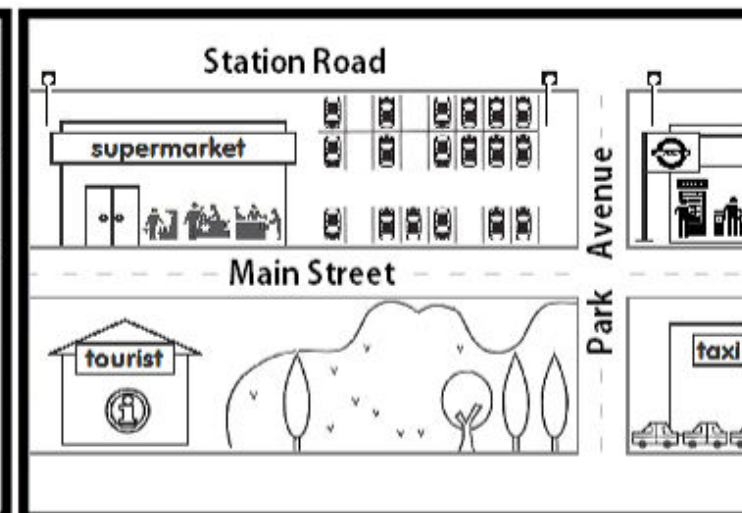 Station Road
supermarket
Main Street
Park Avenue
tourist
i
taxi